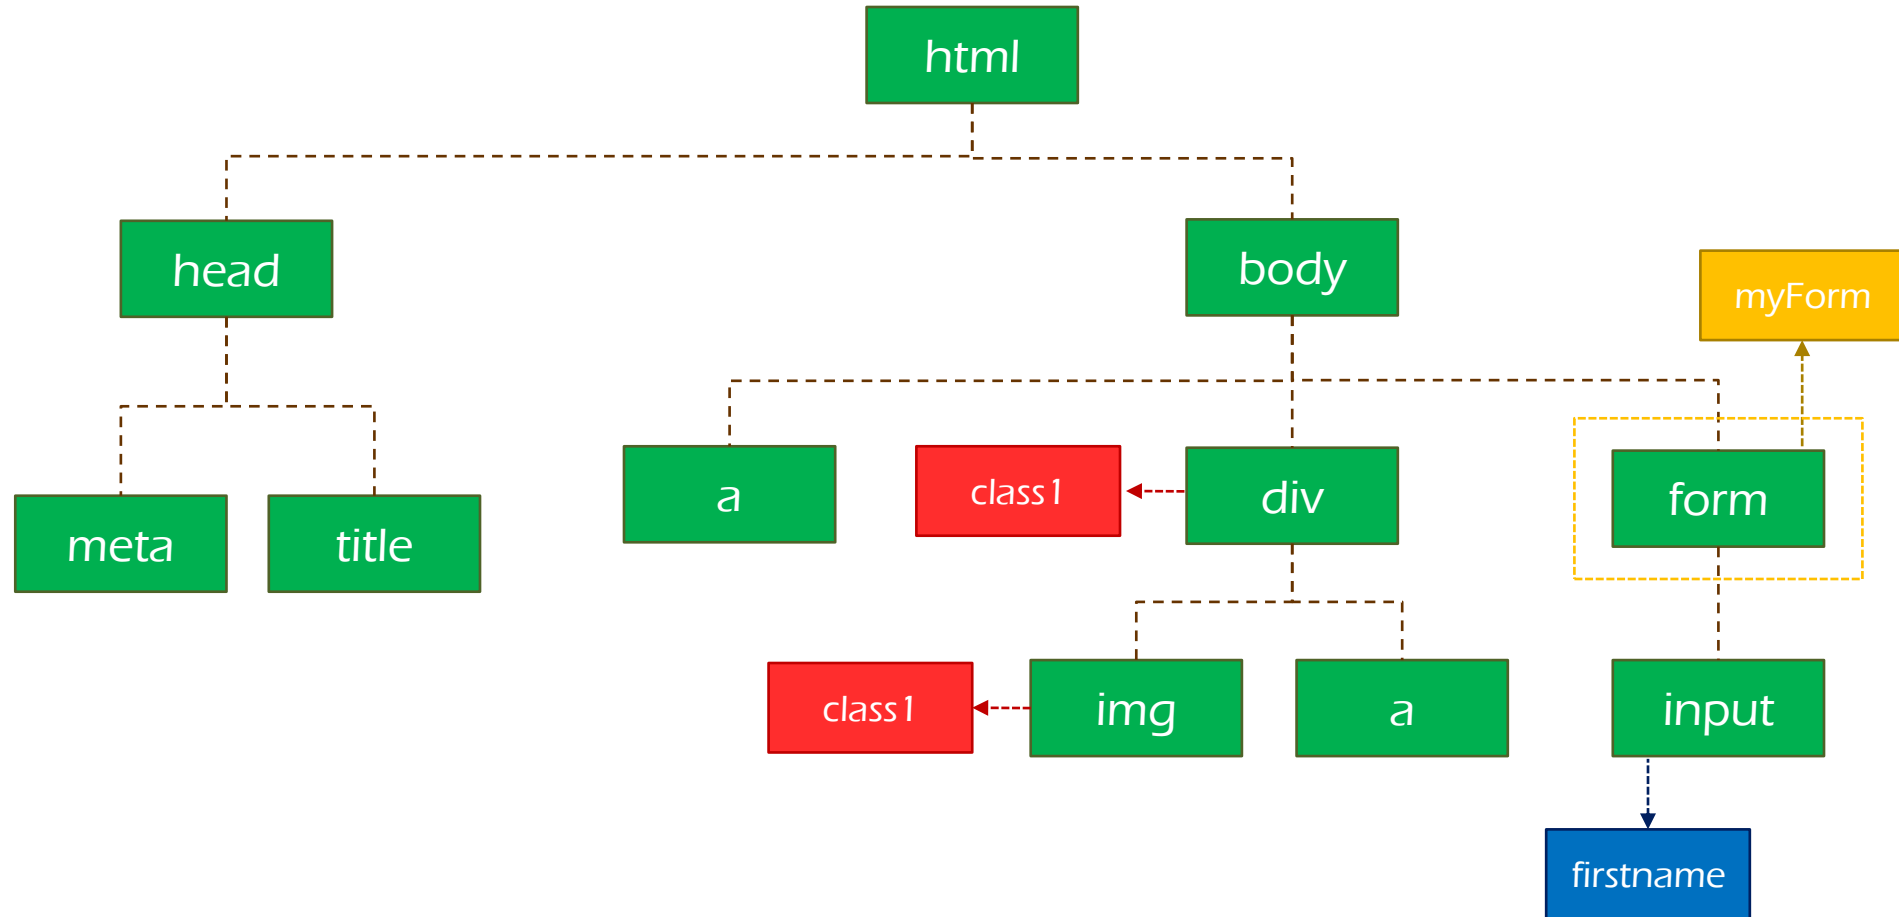 html
head
body
myForm
a
class1
div
form
meta
title
class1
img
a
input
firstname